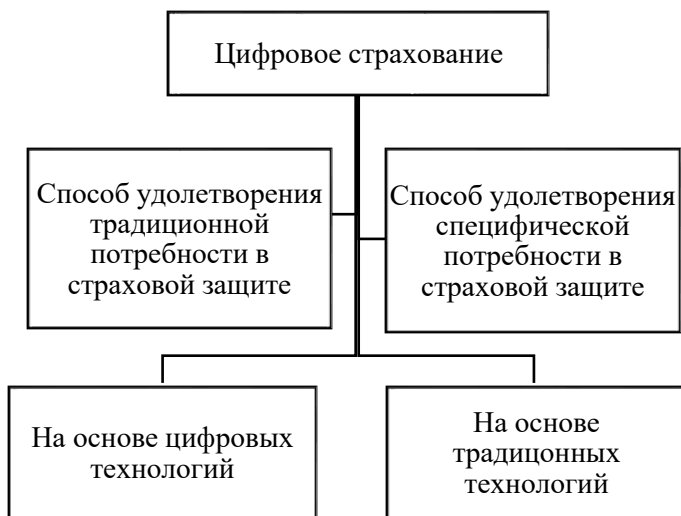 Цифровое страхование
Способ удолетворения
традиционной
потребности в
страховой защите
Способ удолетворения
специфической
потребности в
страховой защите
На основе цифровых
технологий
На основе
традицонных
технологий